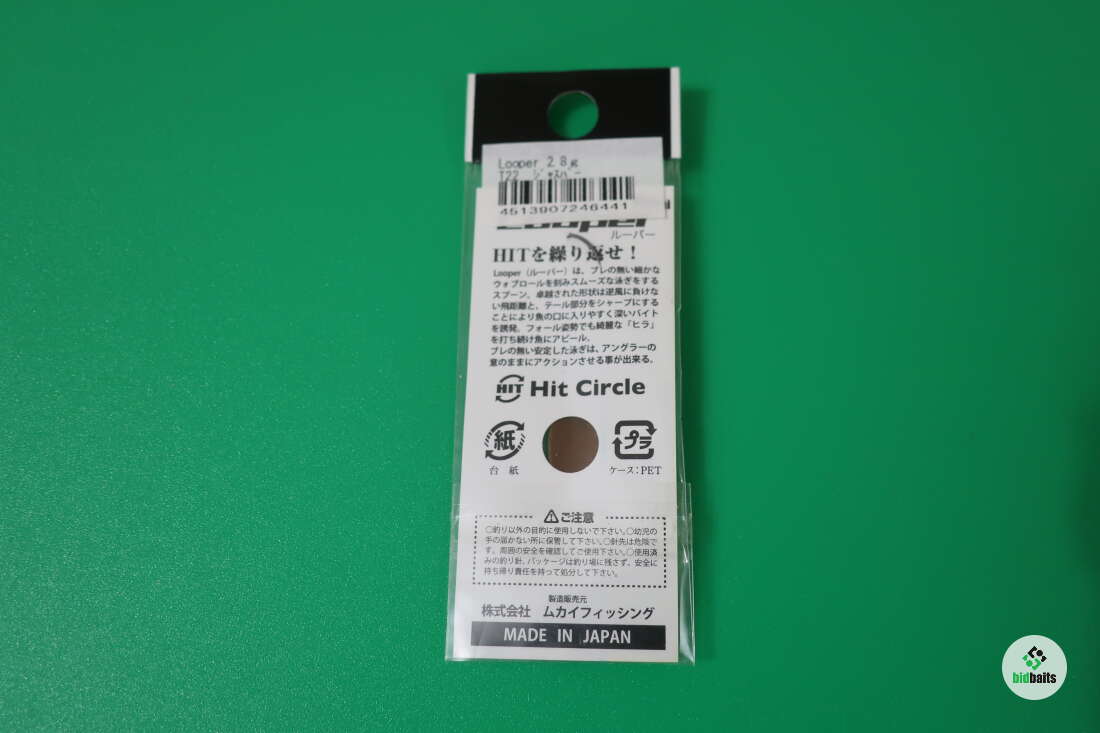 Looper 2.8g
T22 ジャスパー
4513907246441
Looper
ルーパー
HITを繰り返せ！
Looper（ルーパー）は、ブレの無い細かな
ウォブロールを刻みスムーズな泳ぎをする
スプーン。卓越された形状は逆風に負けな
い飛距離と、テール部分をシャープにする
ことにより魚の口に入りやすく深いバイト
を誘発。フォール姿勢でも綺麗な「ヒラ」
を打ち続け魚にアピール。
ブレの無い安定した泳ぎは、アングラーの
意のままにアクションさせる事が出来る。
HIT Hit Circle
紙 プラ
台紙 ケース：PET
ご注意
○釣り以外の目的に使用しないで下さい。○幼児の
手の届かない所に保管して下さい。○針先は危険で
す。周囲の安全を確認してご使用下さい。○使用済
みの釣り針、パッケージは釣り場に残さず、安全に
持ち帰り責任を持って処分して下さい。
製造販売元
株式会社 ムカイフィッシング
MADE IN JAPAN
bidbaits